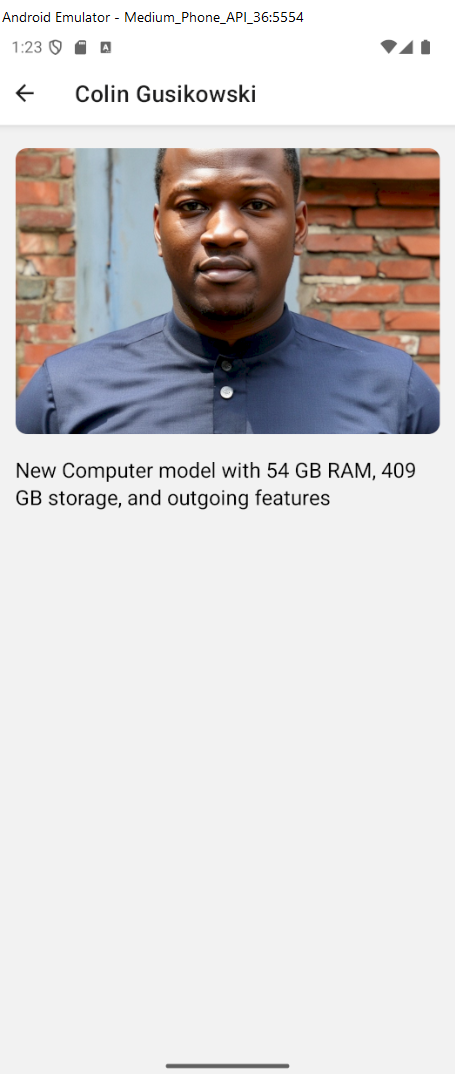 Android Emulator - Medium_Phone_API_36:5554
1:23
A
Colin Gusikowski
New Computer model with 54 GB RAM, 409
GB storage, and outgoing features